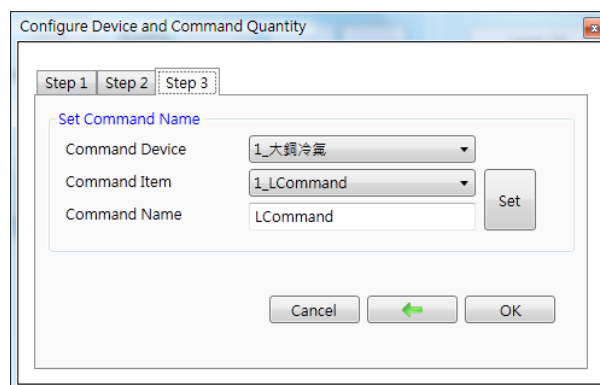 Configure Device and Command Quantity
x
Step 1 Step 2 Step 3
Set Command Name
Command Device 1_大銅冷氣
Command Item 1_LCommand
Command Name LCommand
Set
Cancel OK